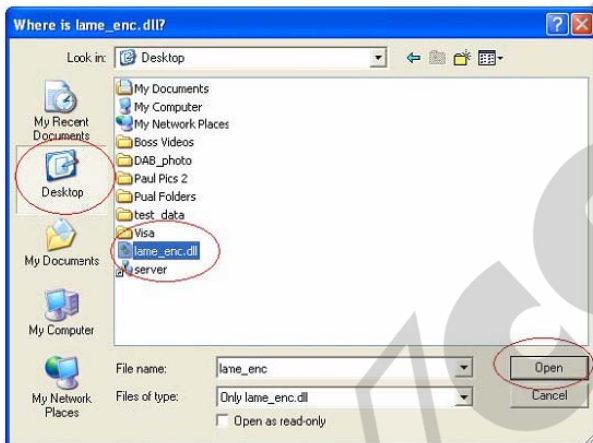 Where is lame_enc.dll?
Look in:
Desktop
My Recent
Documents
Desktop
My Documents
My Computer
My Network
Places
My Documents
My Computer
My Network Places
Boss Videos
DAB_photo
Paul Pics 2
Pual Folders
test_data
Visa
lame_enc.dll
server
File name:
lame_enc
Open
Files of type:
Only lame_enc.dll
Cancel
Open as read-only